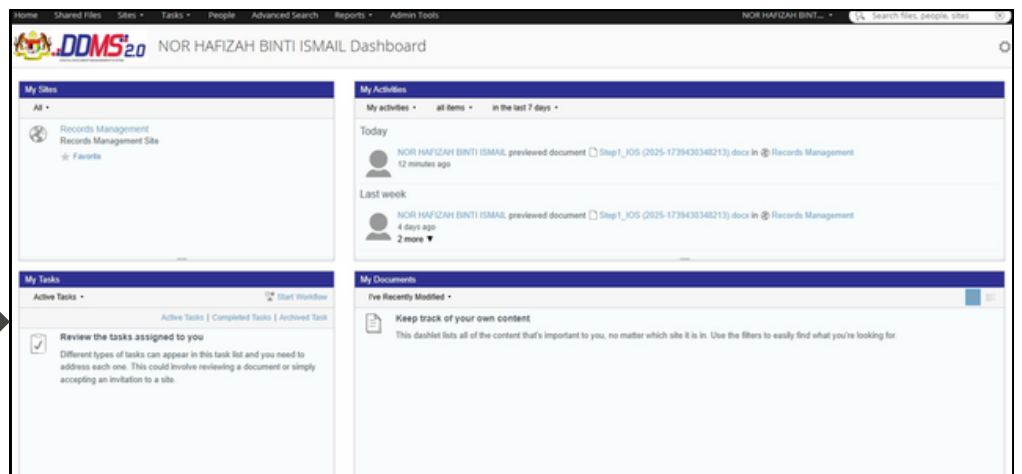 Home Shared Files Sites Tasks People Advanced Search Reports Admin Tools NOR HAFIZAH BINT... Search files, people, sites
DDMS 2.0 NOR HAFIZAH BINTI ISMAIL Dashboard
My Sites
All
Records Management
Records Management Site
Favorite
My Activities
My activities all items in the last 7 days
Today
NOR HAFIZAH BINTI ISMAIL previewed document Step1_IOS (2025-1739430348213).docx in Records Management
12 minutes ago
Last week
NOR HAFIZAH BINTI ISMAIL previewed document Step1_IOS (2025-1739430348213).docx in Records Management
4 days ago
2 more ▼
My Tasks
Active Tasks Start Workflow
Active Tasks | Completed Tasks | Archived Task
Review the tasks assigned to you
Different types of tasks can appear in this task list and you need to
address each one. This could involve reviewing a document or simply
accepting an invitation to a site.
My Documents
I've Recently Modified
Keep track of your own content
This dashlet lists all of the content that's important to you, no matter which site it is in. Use the filters to easily find what you're looking for.